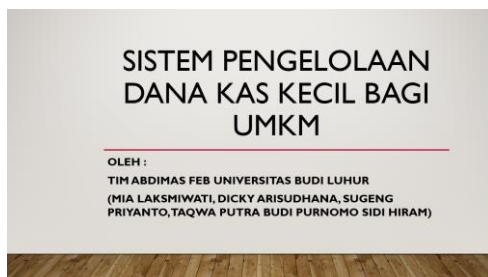 SISTEM PENGELOLAAN
DANA KAS KECIL BAGI
UMKM
OLEH :
TIM ABDIMAS FEB UNIVERSITAS BUDI LUHUR
(MIA LAKSMIWATI, DICKY ARISUDHANA, SUGENG
PRIYANTO, TAQWA PUTRA BUDI PURNOMO SIDI HIRAM)